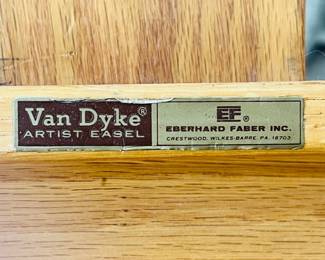 Van Dyke®
ARTIST EASEL
EF®
EBERHARD FABER INC.
CRESTWOOD, WILKES-BARRE, PA. 18703